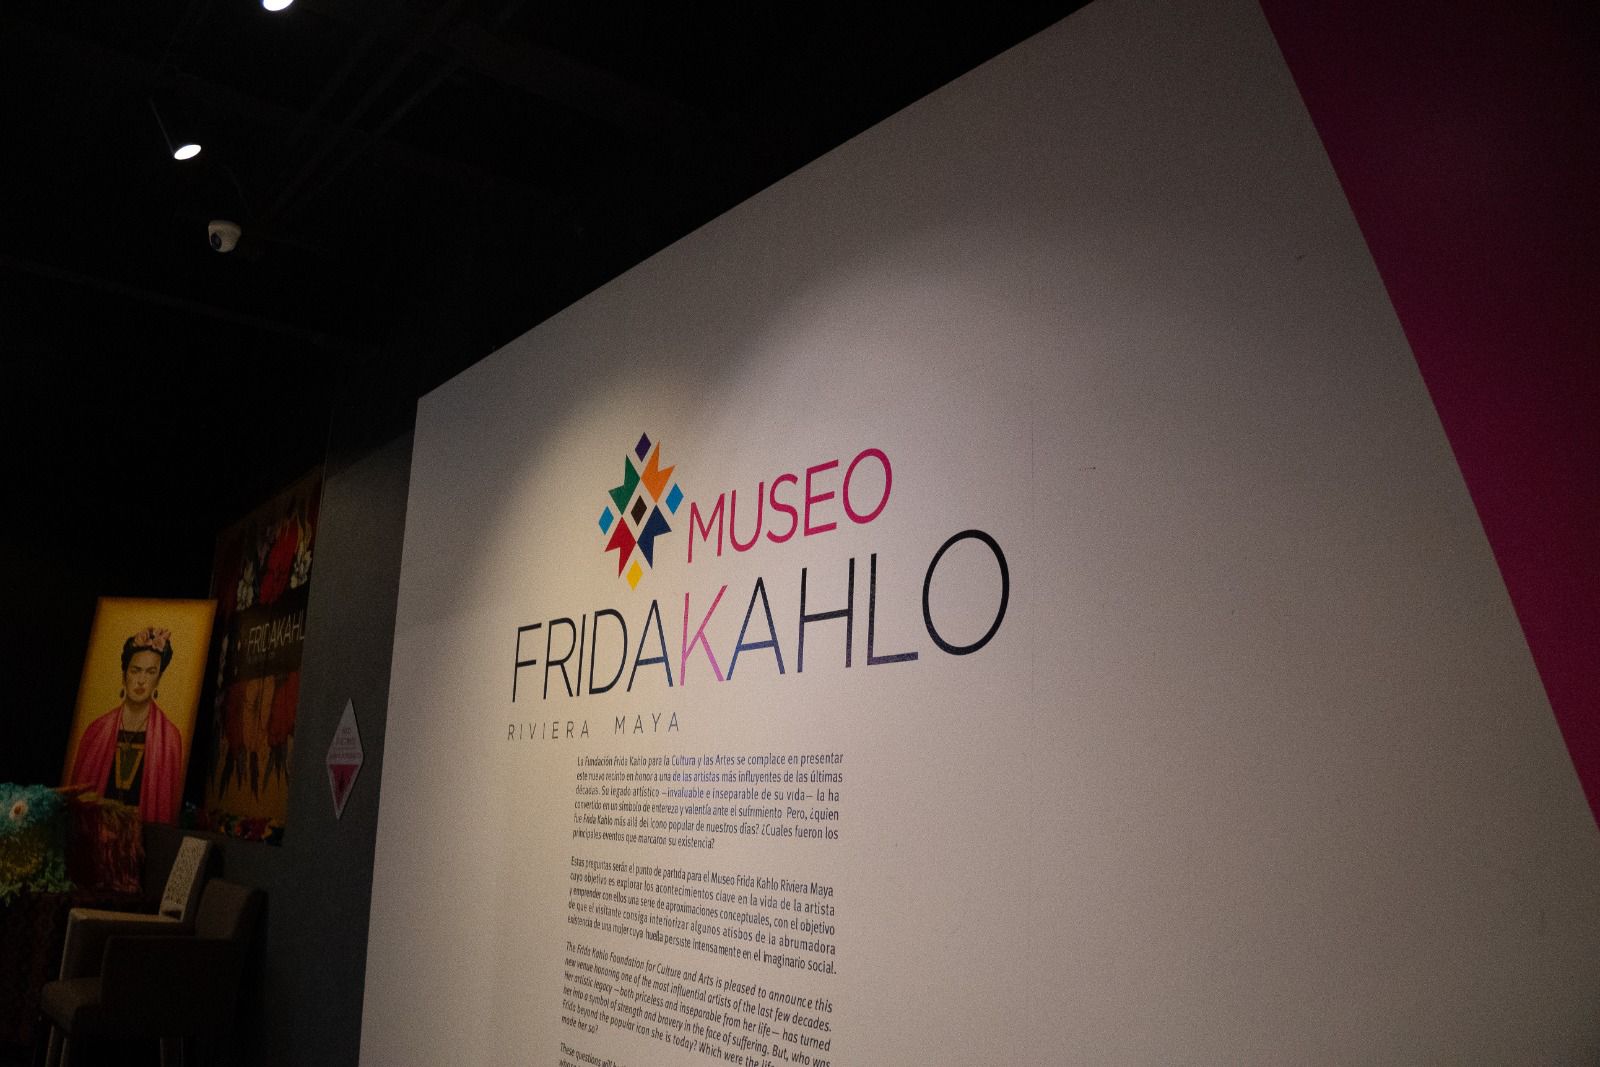 MUSEO
FRIDAKAHLO
RIVIERA MAYA
La Fundación Frida Kahlo para la Cultura y las Artes se complace en presentar
este nuevo recinto en honor a una de las artistas más influyentes de las últimas
décadas. Su legado artístico —invaluable e inseparable de su vida— la ha
convertido en un símbolo de entereza y valentía ante el sufrimiento. Pero, ¿quien
fue Frida Kahlo más allá del ícono popular de nuestros días? ¿Cuales fueron los
principales eventos que marcaron su existencia?
Estas preguntas serán el punto de partida para el Museo Frida Kahlo Riviera Maya
cuyo objetivo es explorar los acontecimientos clave en la vida de la artista
y emprender con ellos una serie de aproximaciones conceptuales, con el objetivo
de que el visitante consiga interiorizar algunos atisbos de la abrumadora
existencia de una mujer cuya huella persiste intensamente en el imaginario social.
The Frida Kahlo Foundation for Culture and Arts is pleased to announce this
new venue honoring one of the most influential artists of the last few decades.
Her artistic legacy —both priceless and inseparable from her life— has turned
her into a symbol of strength and bravery in the face of suffering. But, who was
Frida beyond the popular icon she is today? Which were the
made her so?
These questions will
FRIDAKAHL